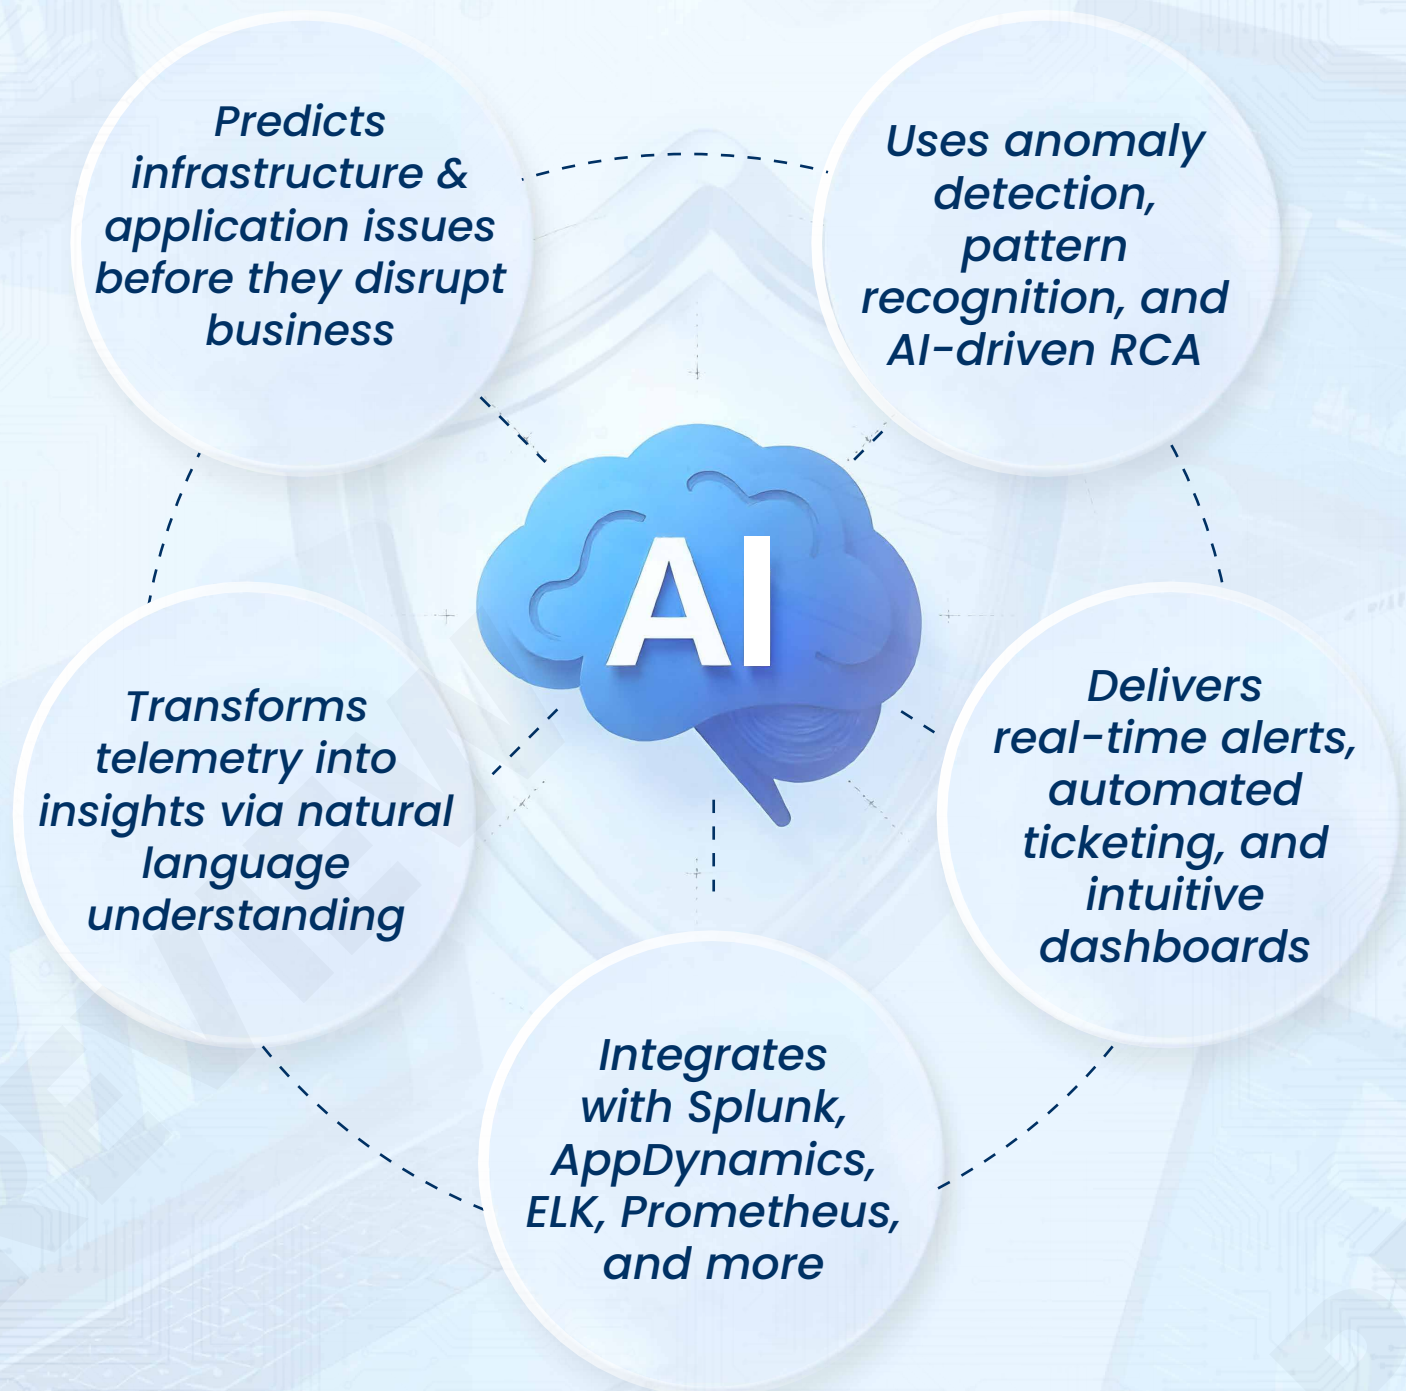 Predicts
infrastructure &
application issues
before they disrupt
business
Uses anomaly
detection,
pattern
recognition, and
AI-driven RCA
AI
Transforms
telemetry into
insights via natural
language
understanding
Delivers
real-time alerts,
automated
ticketing, and
intuitive
dashboards
Integrates
with Splunk,
AppDynamics,
ELK, Prometheus,
and more